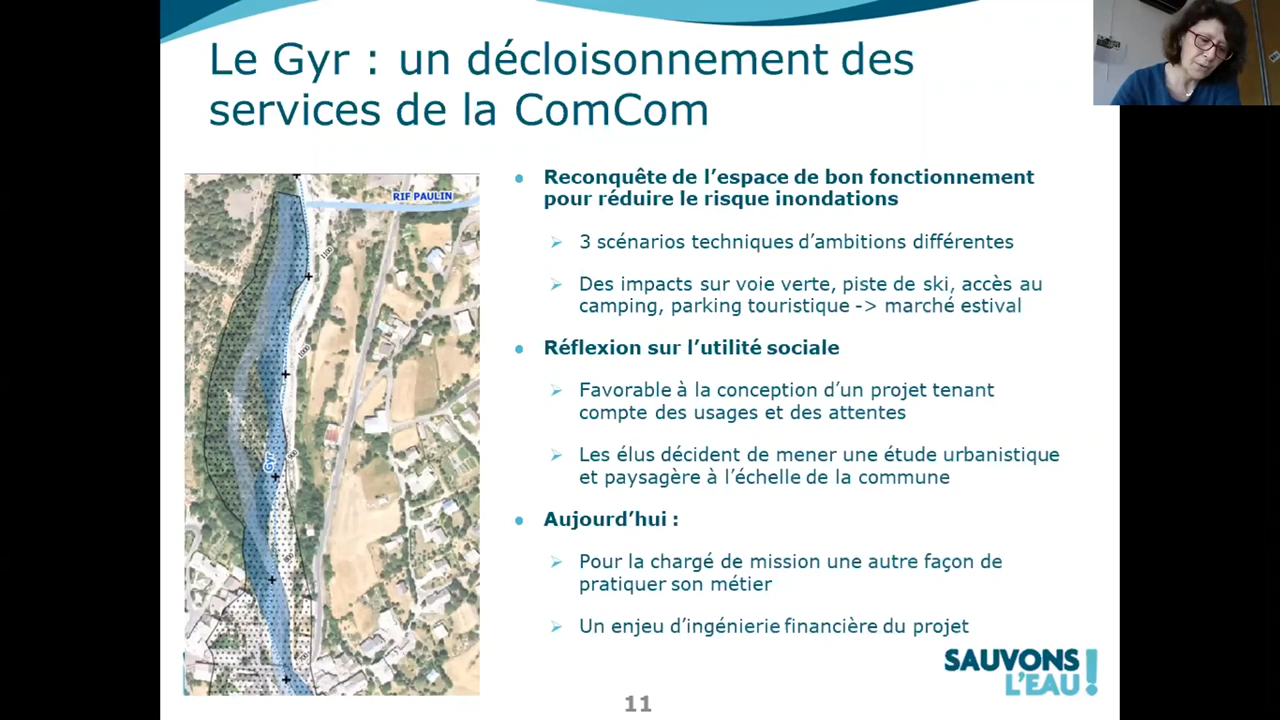 Le Gyr : un décloisonnement des
services de la ComCom
RIF PAULIN
1100
1000
Gyr
• Reconquête de l’espace de bon fonctionnement
pour réduire le risque inondations
➢ 3 scénarios techniques d’ambitions différentes
➢ Des impacts sur voie verte, piste de ski, accès au
camping, parking touristique -> marché estival
• Réflexion sur l’utilité sociale
➢ Favorable à la conception d’un projet tenant
compte des usages et des attentes
➢ Les élus décident de mener une étude urbanistique
et paysagère à l’échelle de la commune
• Aujourd’hui :
➢ Pour la chargé de mission une autre façon de
pratiquer son métier
➢ Un enjeu d’ingénierie financière du projet
SAUVONS
L’EAU !
11